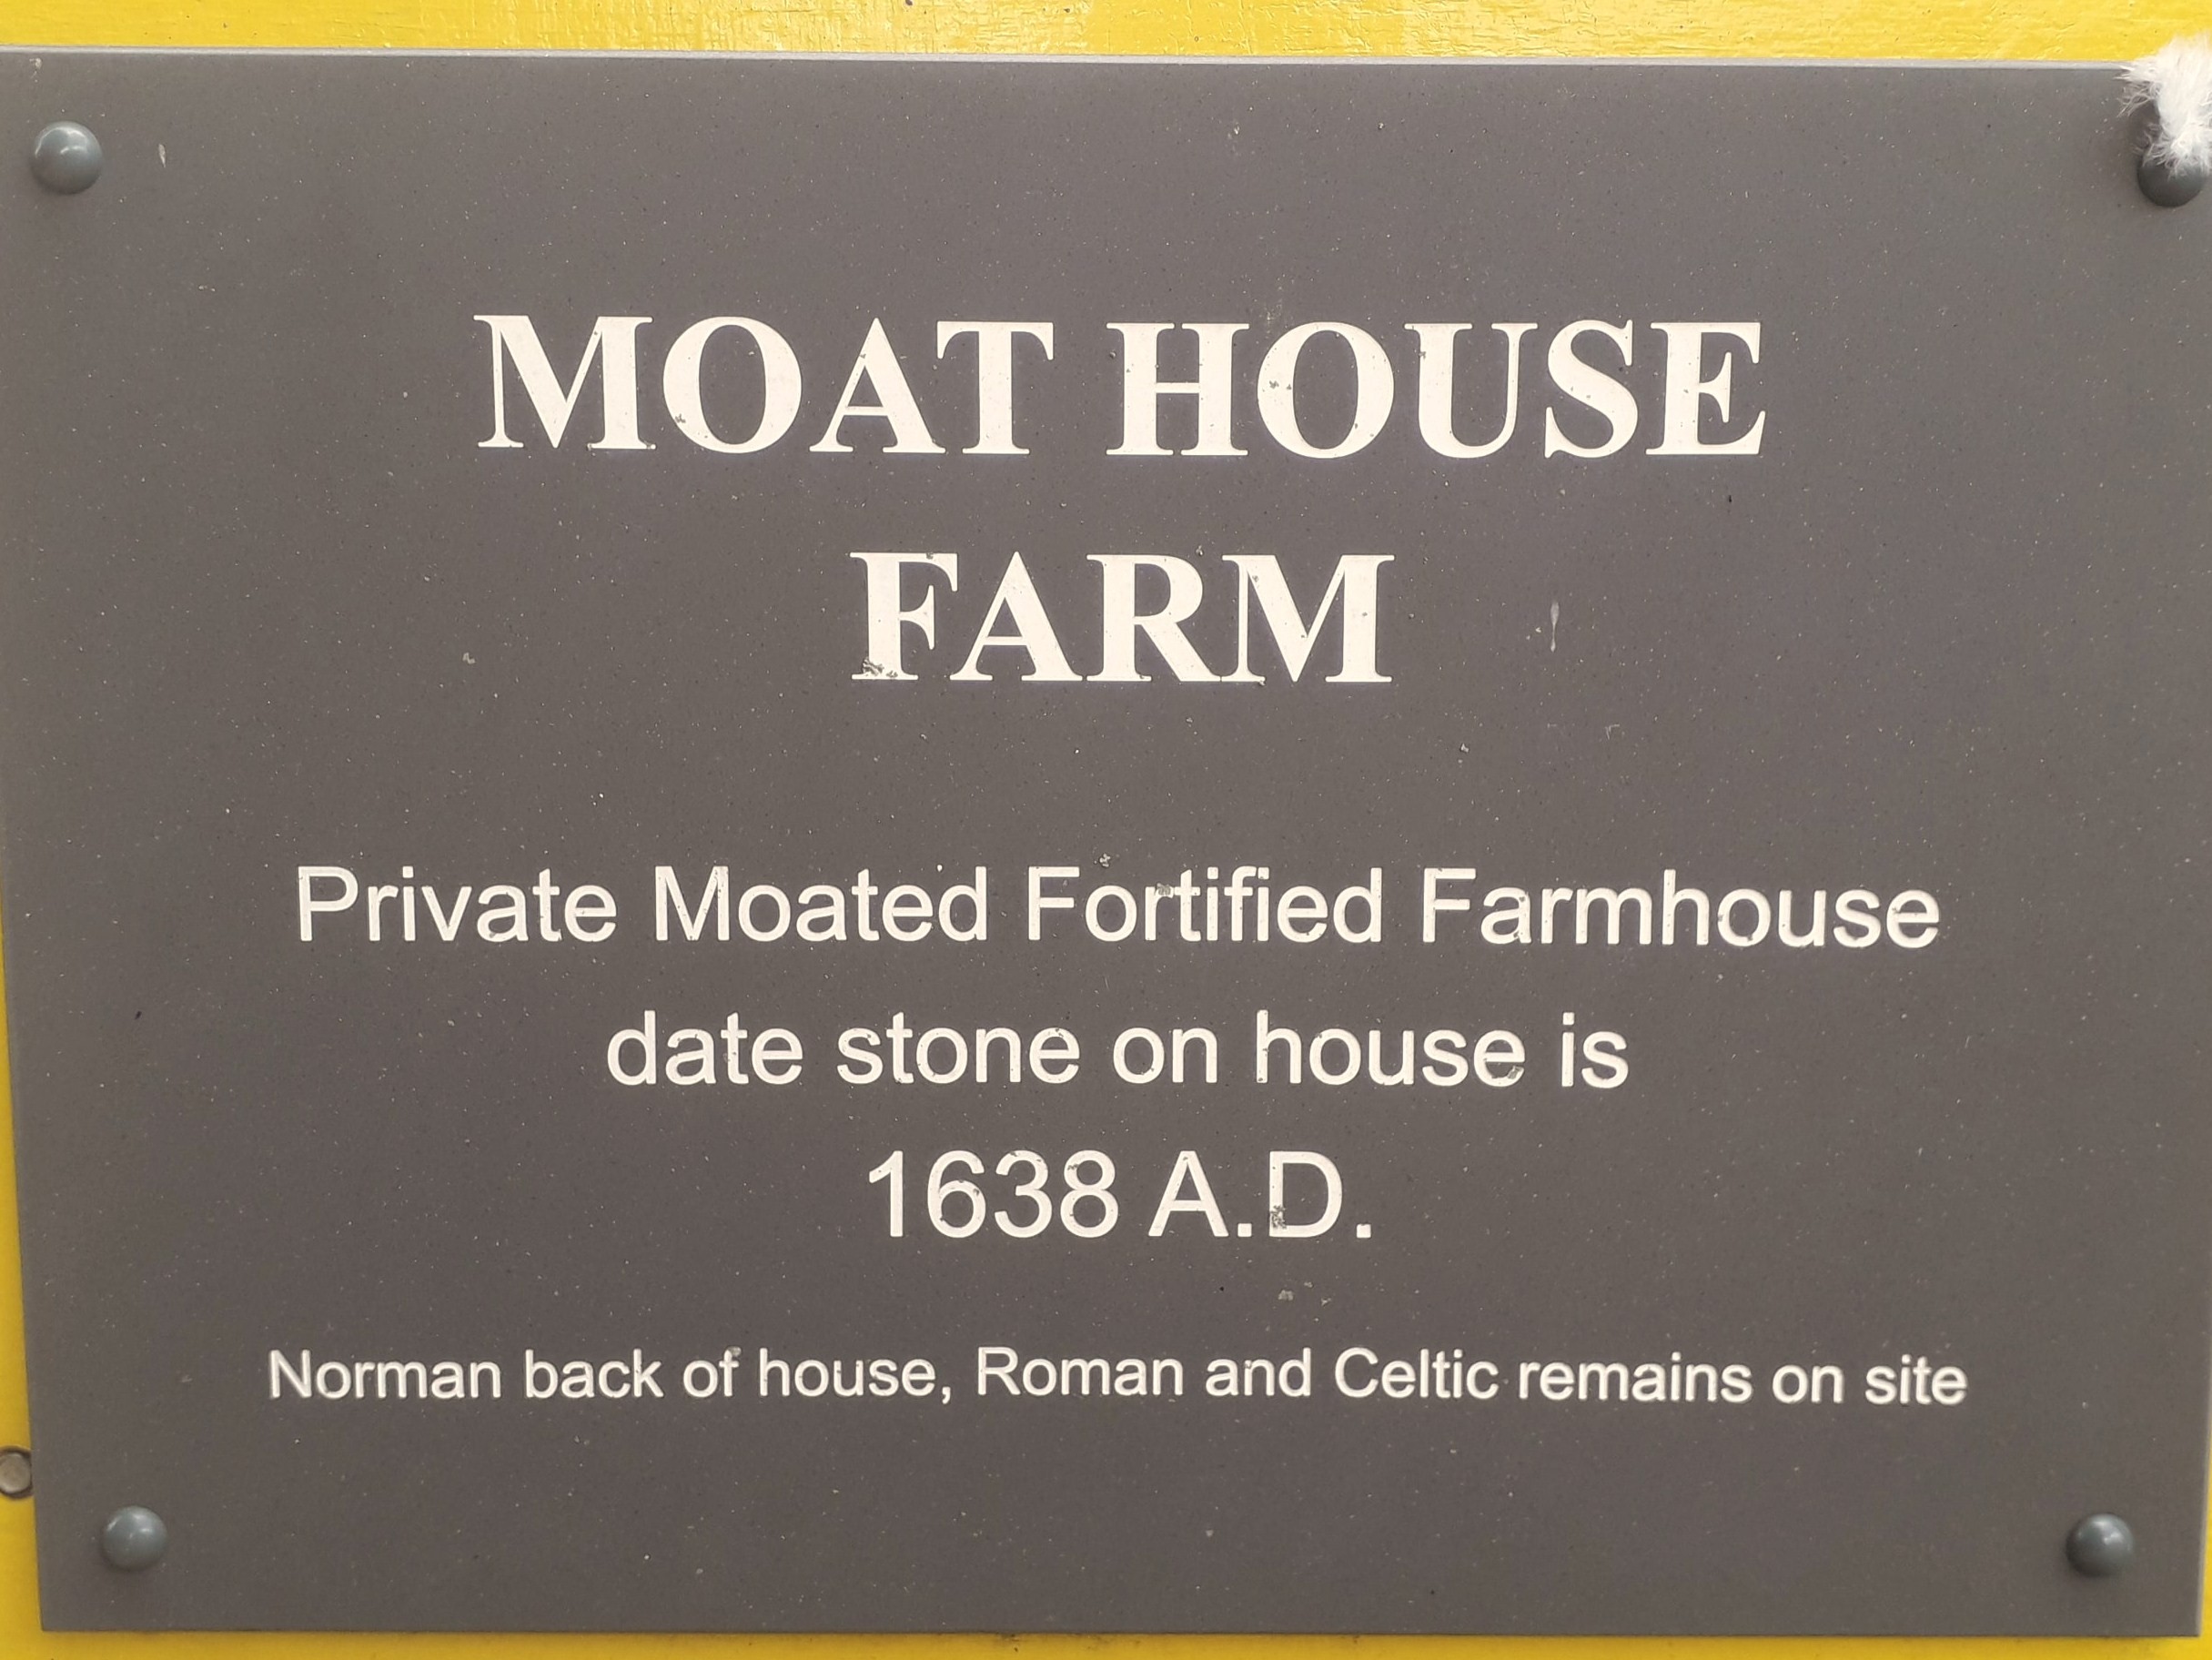 MOAT HOUSE
FARM
Private Moated Fortified Farmhouse
date stone on house is
1638 A.D.
Norman back of house, Roman and Celtic remains on site